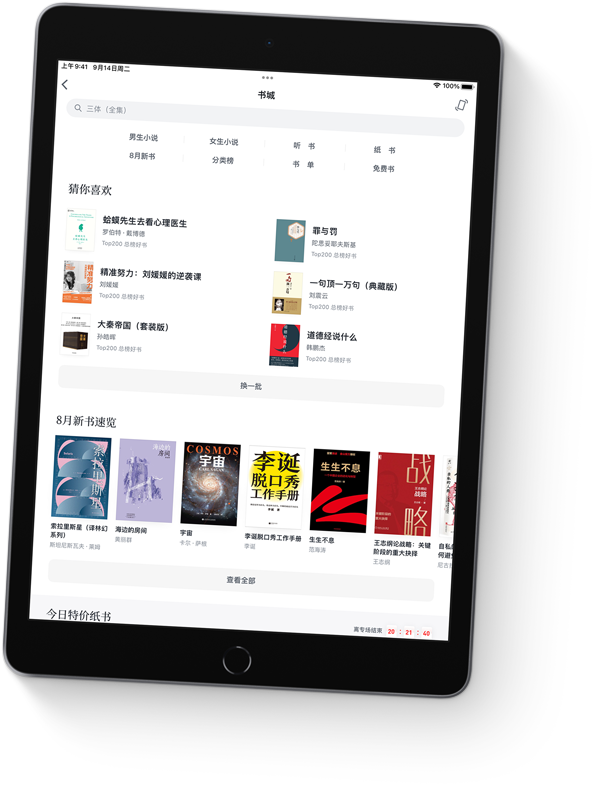 上午9:41 9月14日周二
100%
书城
三体（全集）
男生小说 女生小说 听 书 纸 书
8月新书 分类榜 书 单 免费书
猜你喜欢
蛤蟆先生去看心理医生
罗伯特·戴博德
Top200 总榜好书
罪与罚
陀思妥耶夫斯基
Top200 总榜好书
精准努力：刘媛媛的逆袭课
刘媛媛
Top200 总榜好书
一句顶一万句（典藏版）
刘震云
Top200 总榜好书
大秦帝国（套装版）
孙皓晖
Top200 总榜好书
道德经说什么
韩鹏杰
Top200 总榜好书
换一批
8月新书速览
索拉里斯星
海边的
房间
COSMOS
CARL SAGAN
宇宙
李诞
脱口秀
工作手册
生生不息
战略
索拉里斯星（译林幻
系列）
斯坦尼斯瓦夫·莱姆
海边的房间
黄丽群
宇宙
卡尔·萨根
李诞脱口秀工作手册
李诞
生生不息
范海涛
王志纲论战略：关键
阶段的重大抉择
王志纲
查看全部
今日特价纸书
离专场结束 20 : 21 : 40